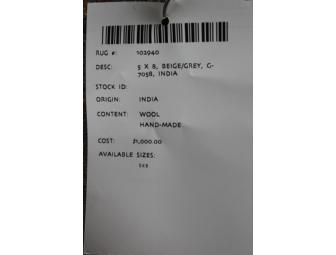 RUG #: 102940
DESC: 5 X 8, BEIGE/GREY, G-
7058, INDIA
STOCK ID:
ORIGIN: INDIA
CONTENT: WOOL
HAND-MADE
COST: $1,000.00
AVAILABLE SIZES:
5X8